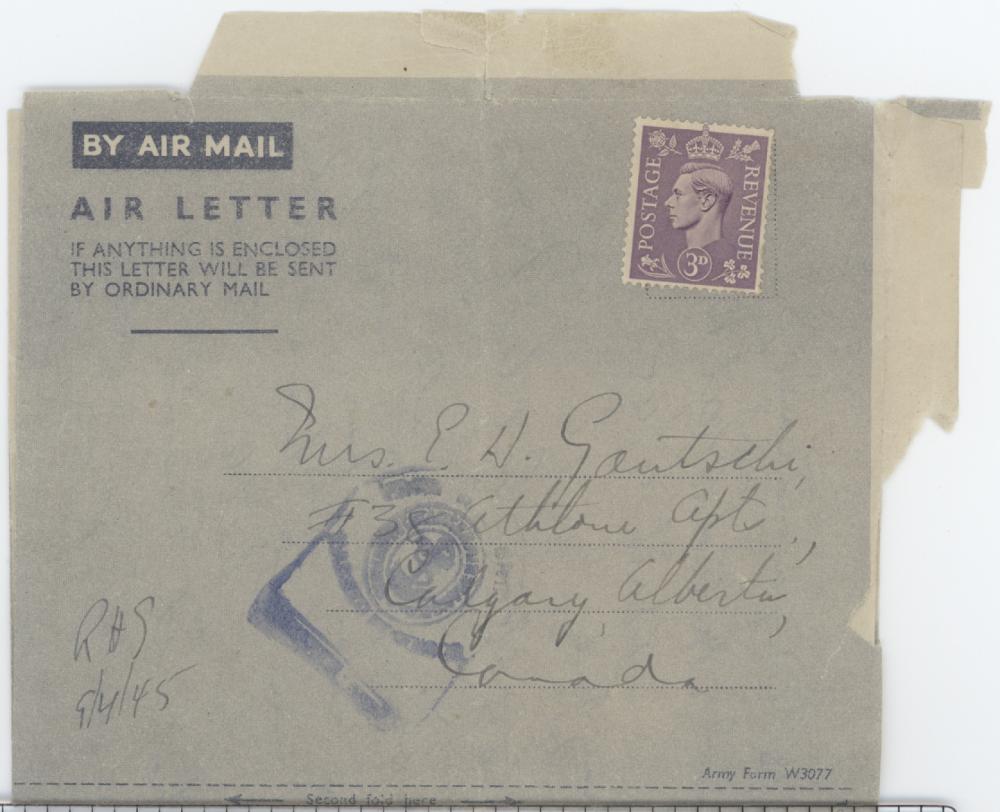 BY AIR MAIL
AIR LETTER
IF ANYTHING IS ENCLOSED
THIS LETTER WILL BE SENT
BY ORDINARY MAIL
POSTAGE REVENUE
3D
Mrs. E. H. Gautschi,
#38 Athlone Apts.,
Calgary, Alberta,
Canada
RHG
9/4/45
Army Form W3077
Second fold here